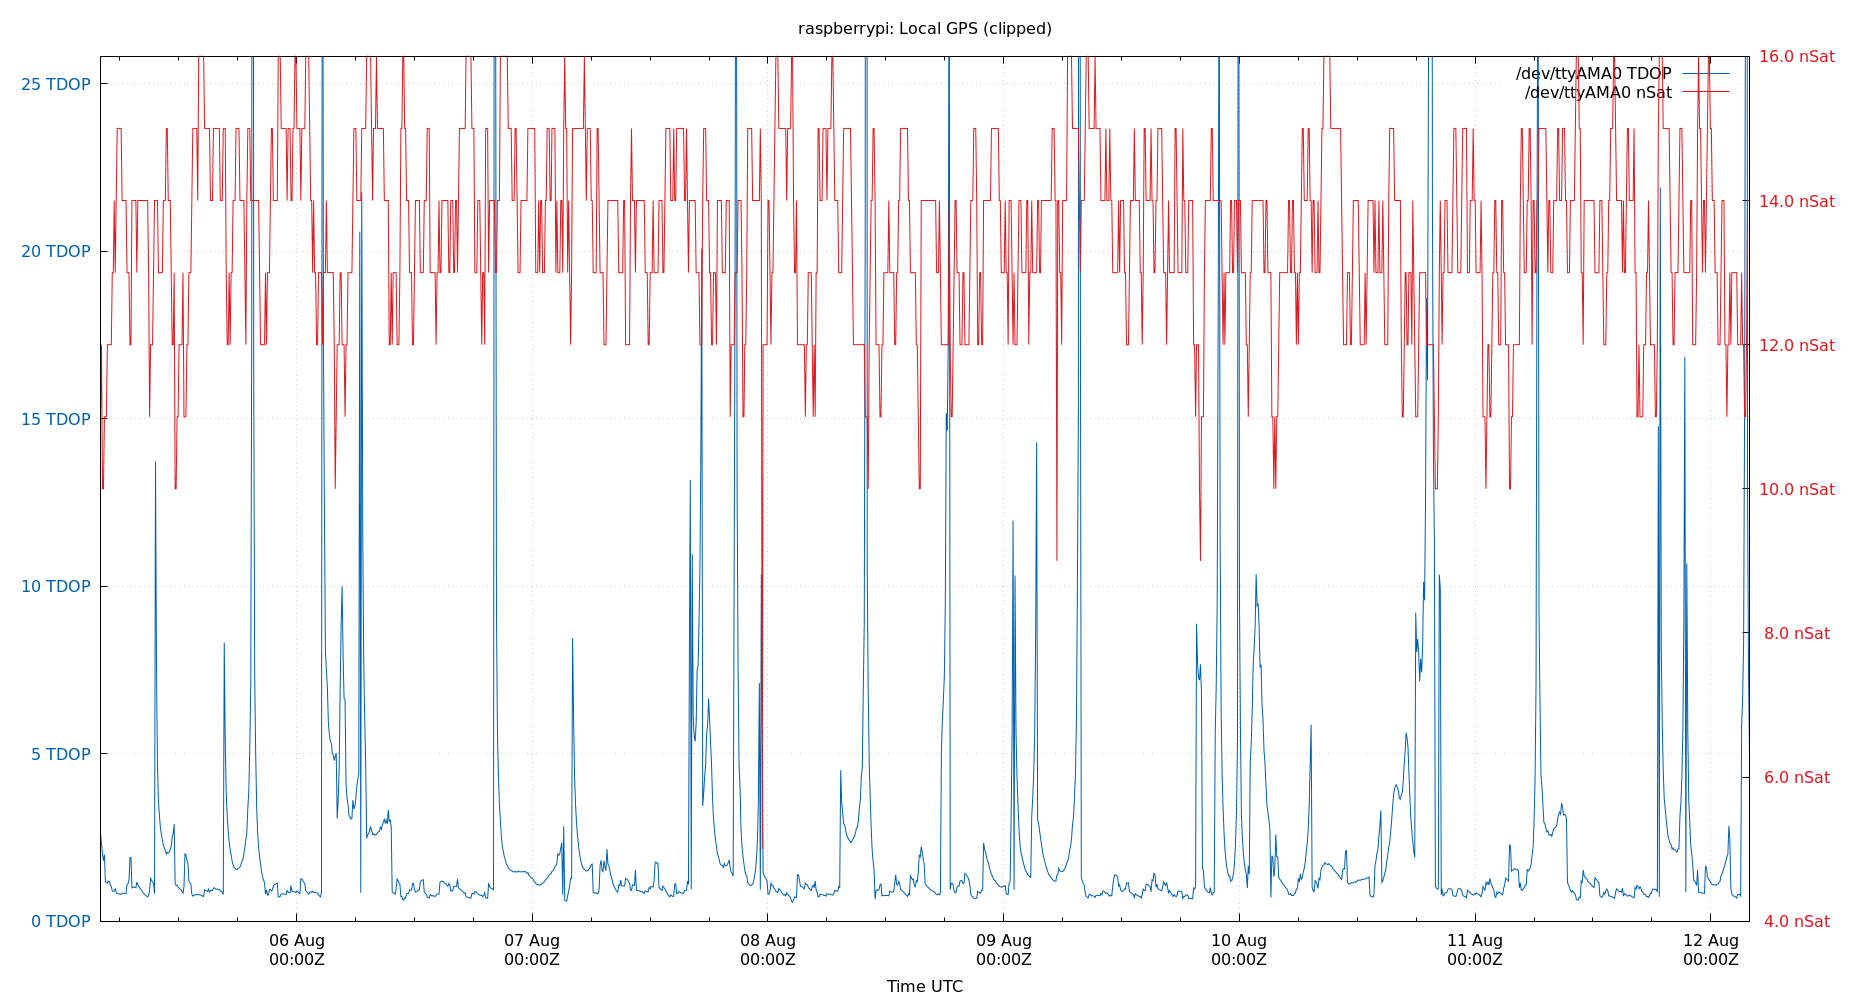 raspberrypi: Local GPS (clipped)
25 TDOP
20 TDOP
15 TDOP
10 TDOP
5 TDOP
0 TDOP
16.0 nSat
14.0 nSat
12.0 nSat
10.0 nSat
8.0 nSat
6.0 nSat
4.0 nSat
/dev/ttyAMA0 TDOP
/dev/ttyAMA0 nSat
06 Aug
00:00Z
07 Aug
00:00Z
08 Aug
00:00Z
09 Aug
00:00Z
10 Aug
00:00Z
11 Aug
00:00Z
12 Aug
00:00Z
Time UTC